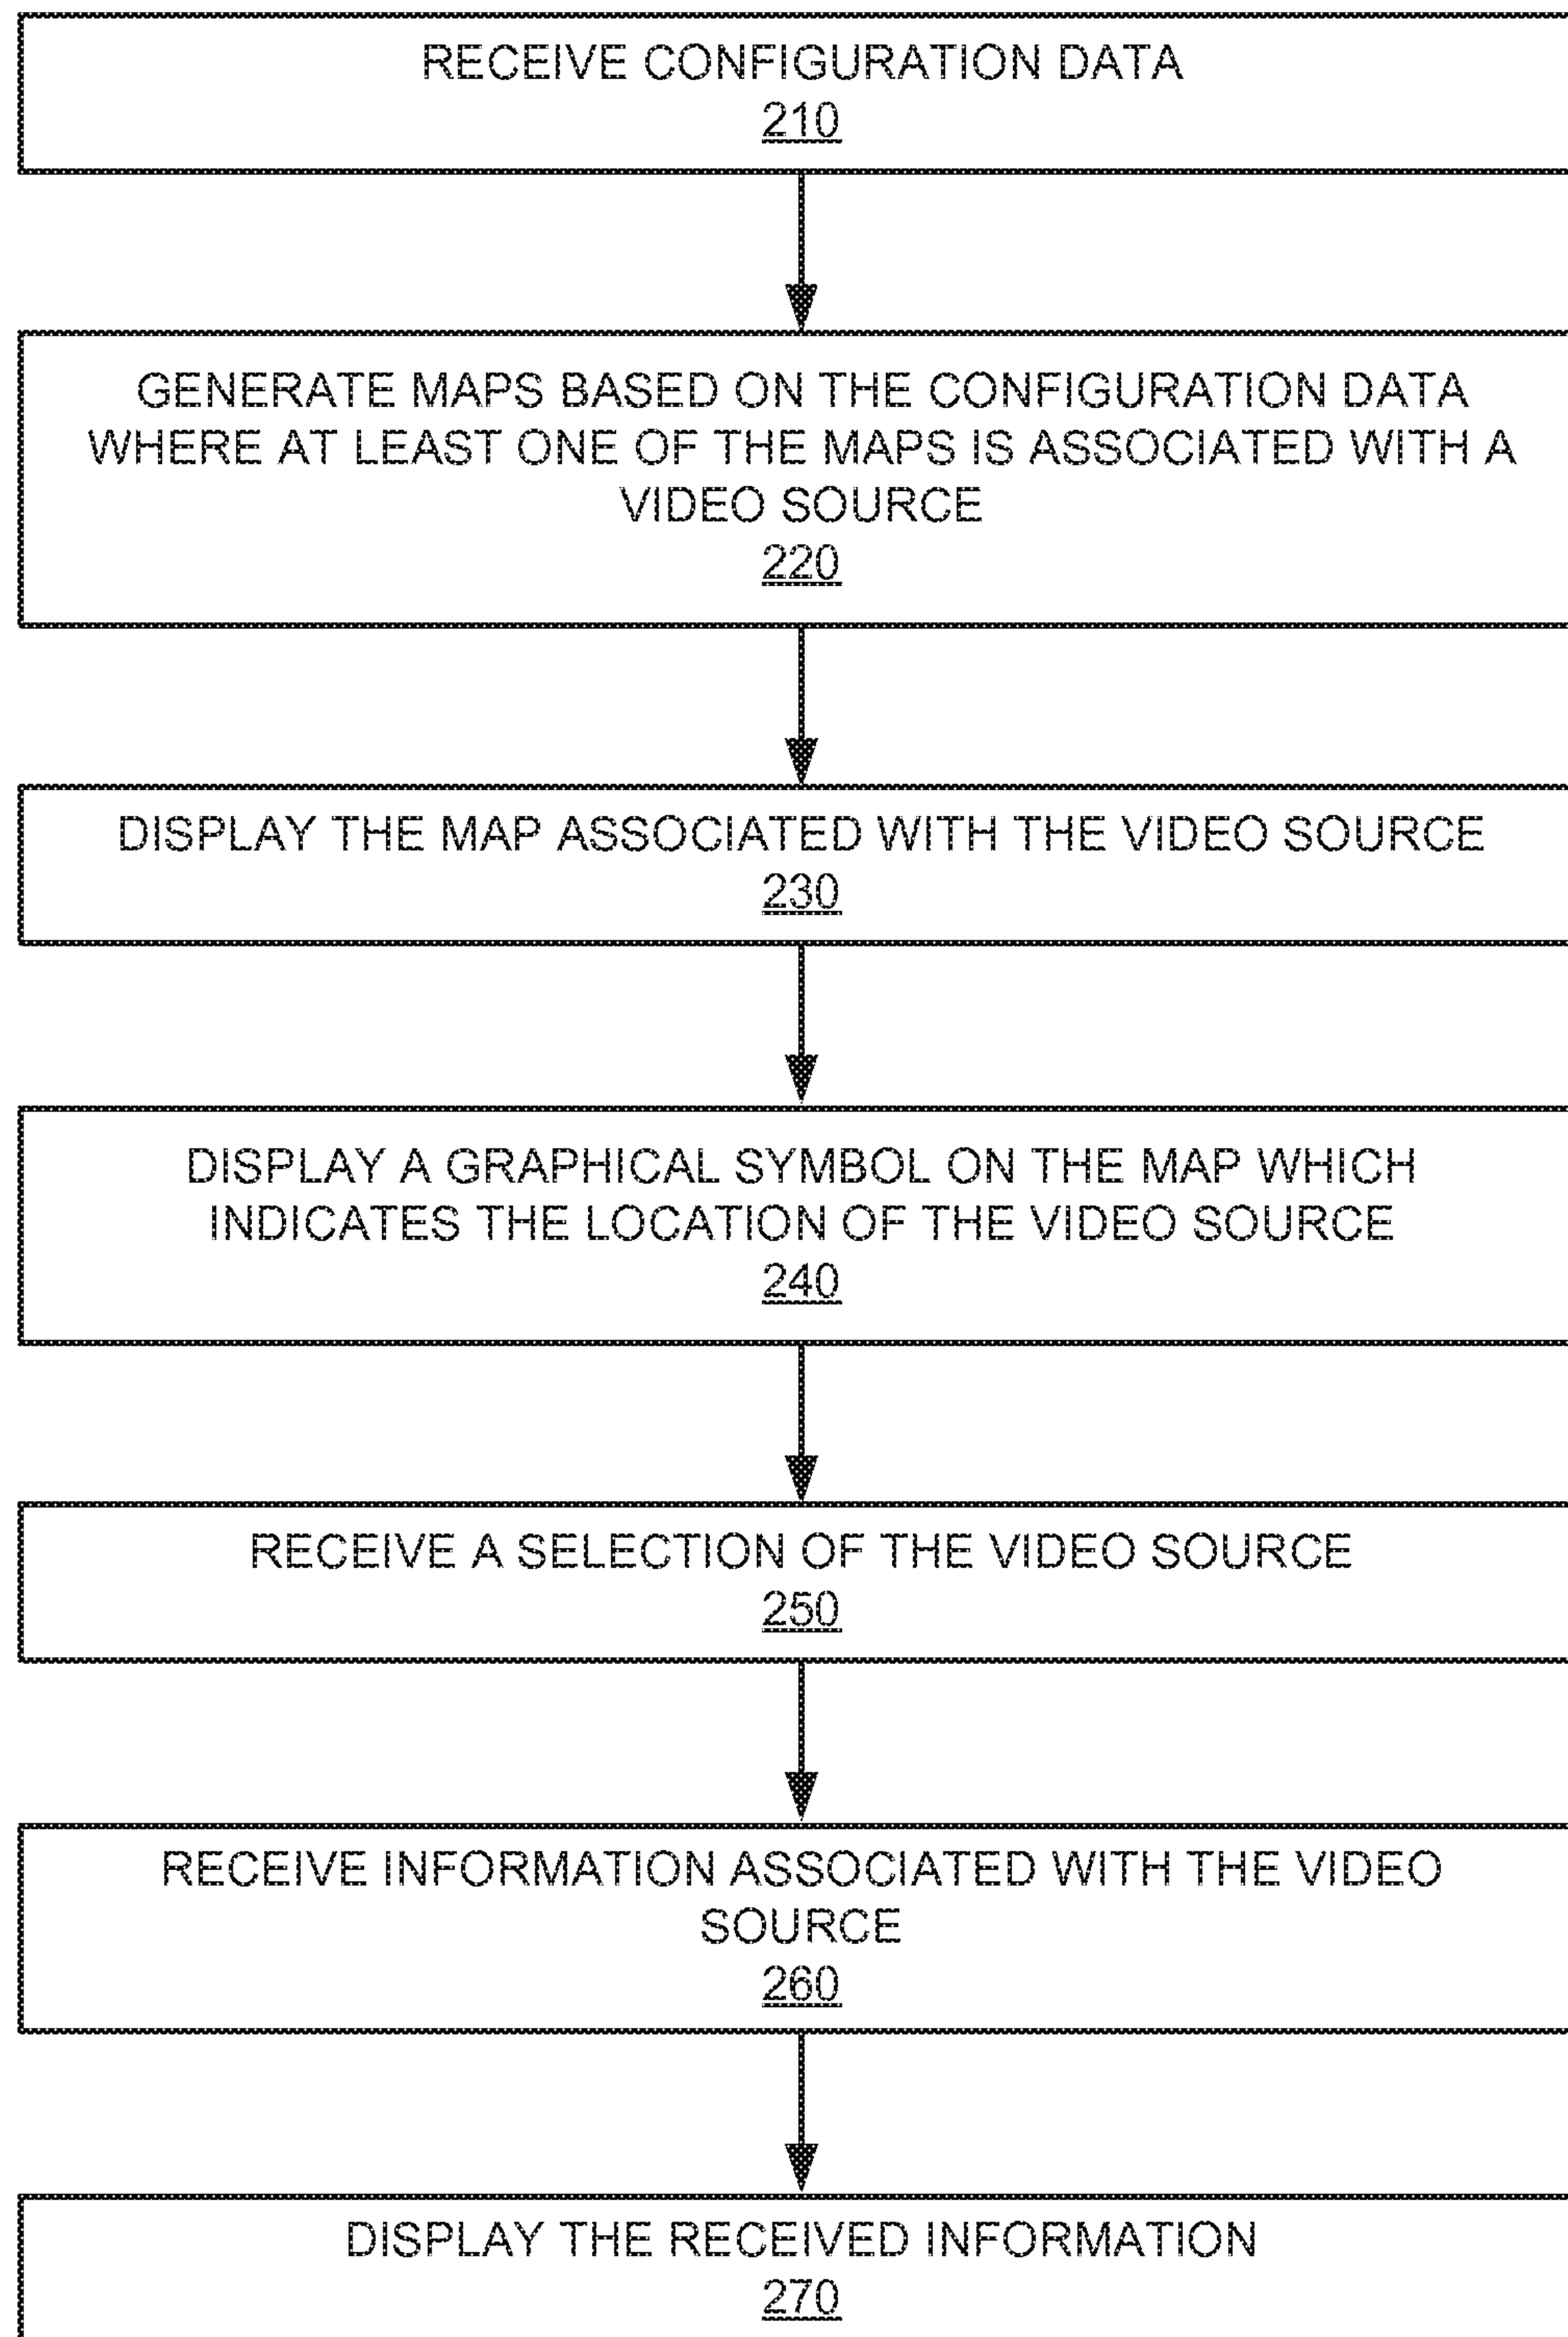 RECEIVE CONFIGURATION DATA
210
GENERATE MAPS BASED ON THE CONFIGURATION DATA
WHERE AT LEAST ONE OF THE MAPS IS ASSOCIATED WITH A
VIDEO SOURCE
220
DISPLAY THE MAP ASSOCIATED WITH THE VIDEO SOURCE
230
DISPLAY A GRAPHICAL SYMBOL ON THE MAP WHICH
INDICATES THE LOCATION OF THE VIDEO SOURCE
240
RECEIVE A SELECTION OF THE VIDEO SOURCE
250
RECEIVE INFORMATION ASSOCIATED WITH THE VIDEO
SOURCE
260
DISPLAY THE RECEIVED INFORMATION
270